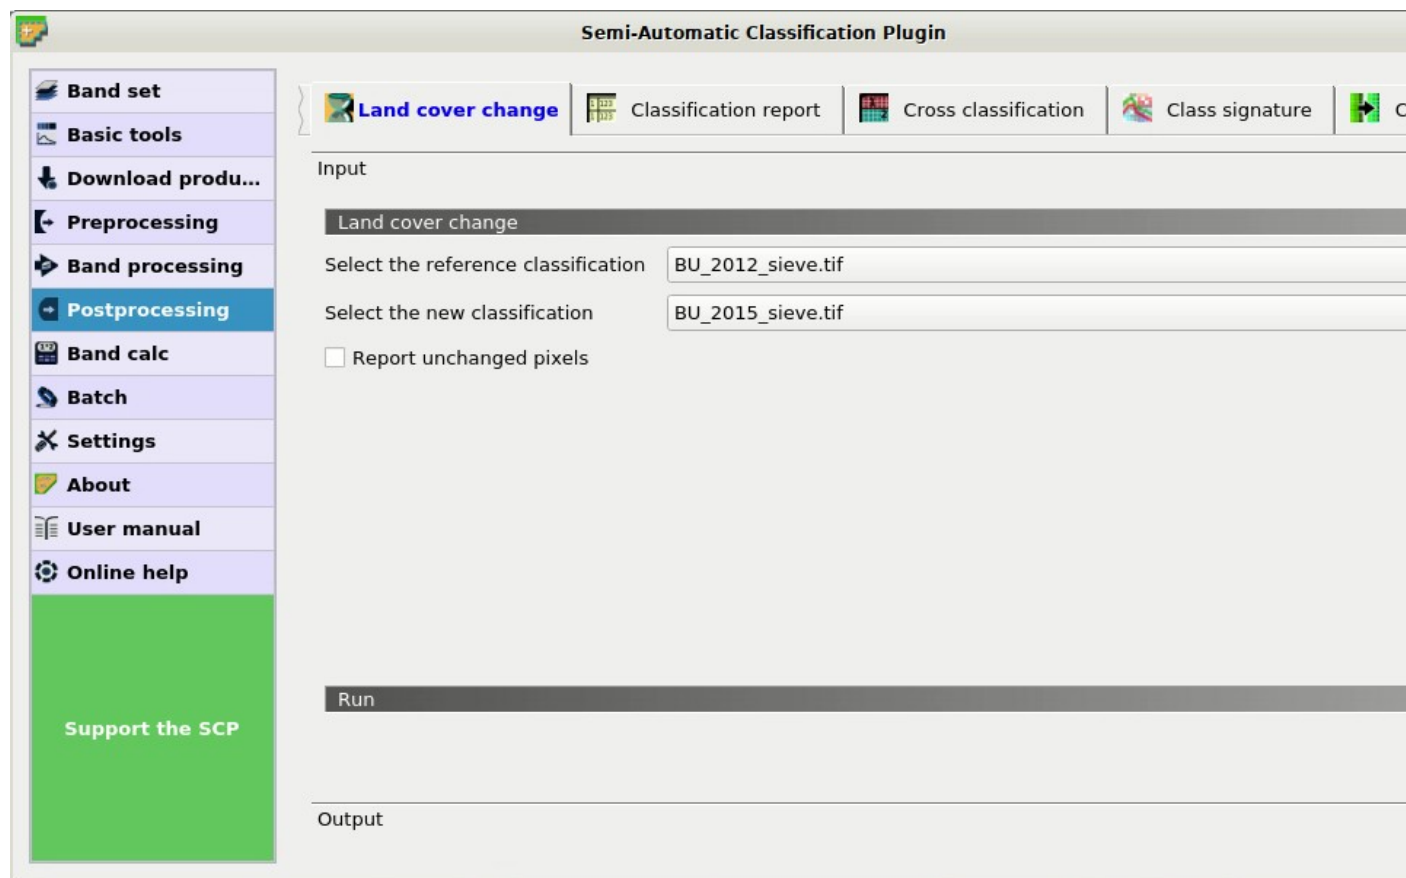 Semi-Automatic Classification Plugin
Band set
Basic tools
Download produ...
Preprocessing
Band processing
Postprocessing
Band calc
Batch
Settings
About
User manual
Online help
Support the SCP
Land cover change
Classification report
Cross classification
Class signature
Input
Land cover change
Select the reference classification
BU_2012_sieve.tif
Select the new classification
BU_2015_sieve.tif
Report unchanged pixels
Run
Output